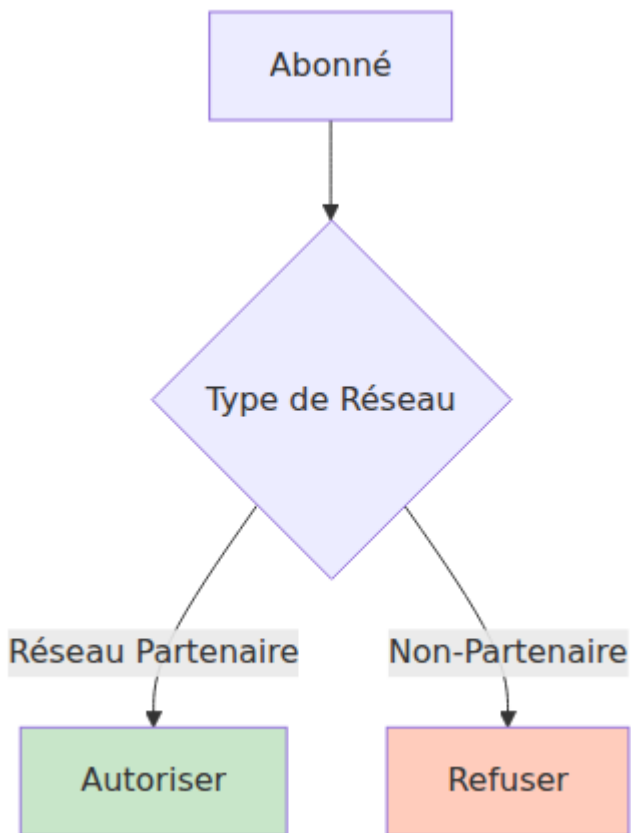 Abonné
Type de Réseau
Réseau Partenaire
Non-Partenaire
Autoriser
Refuser